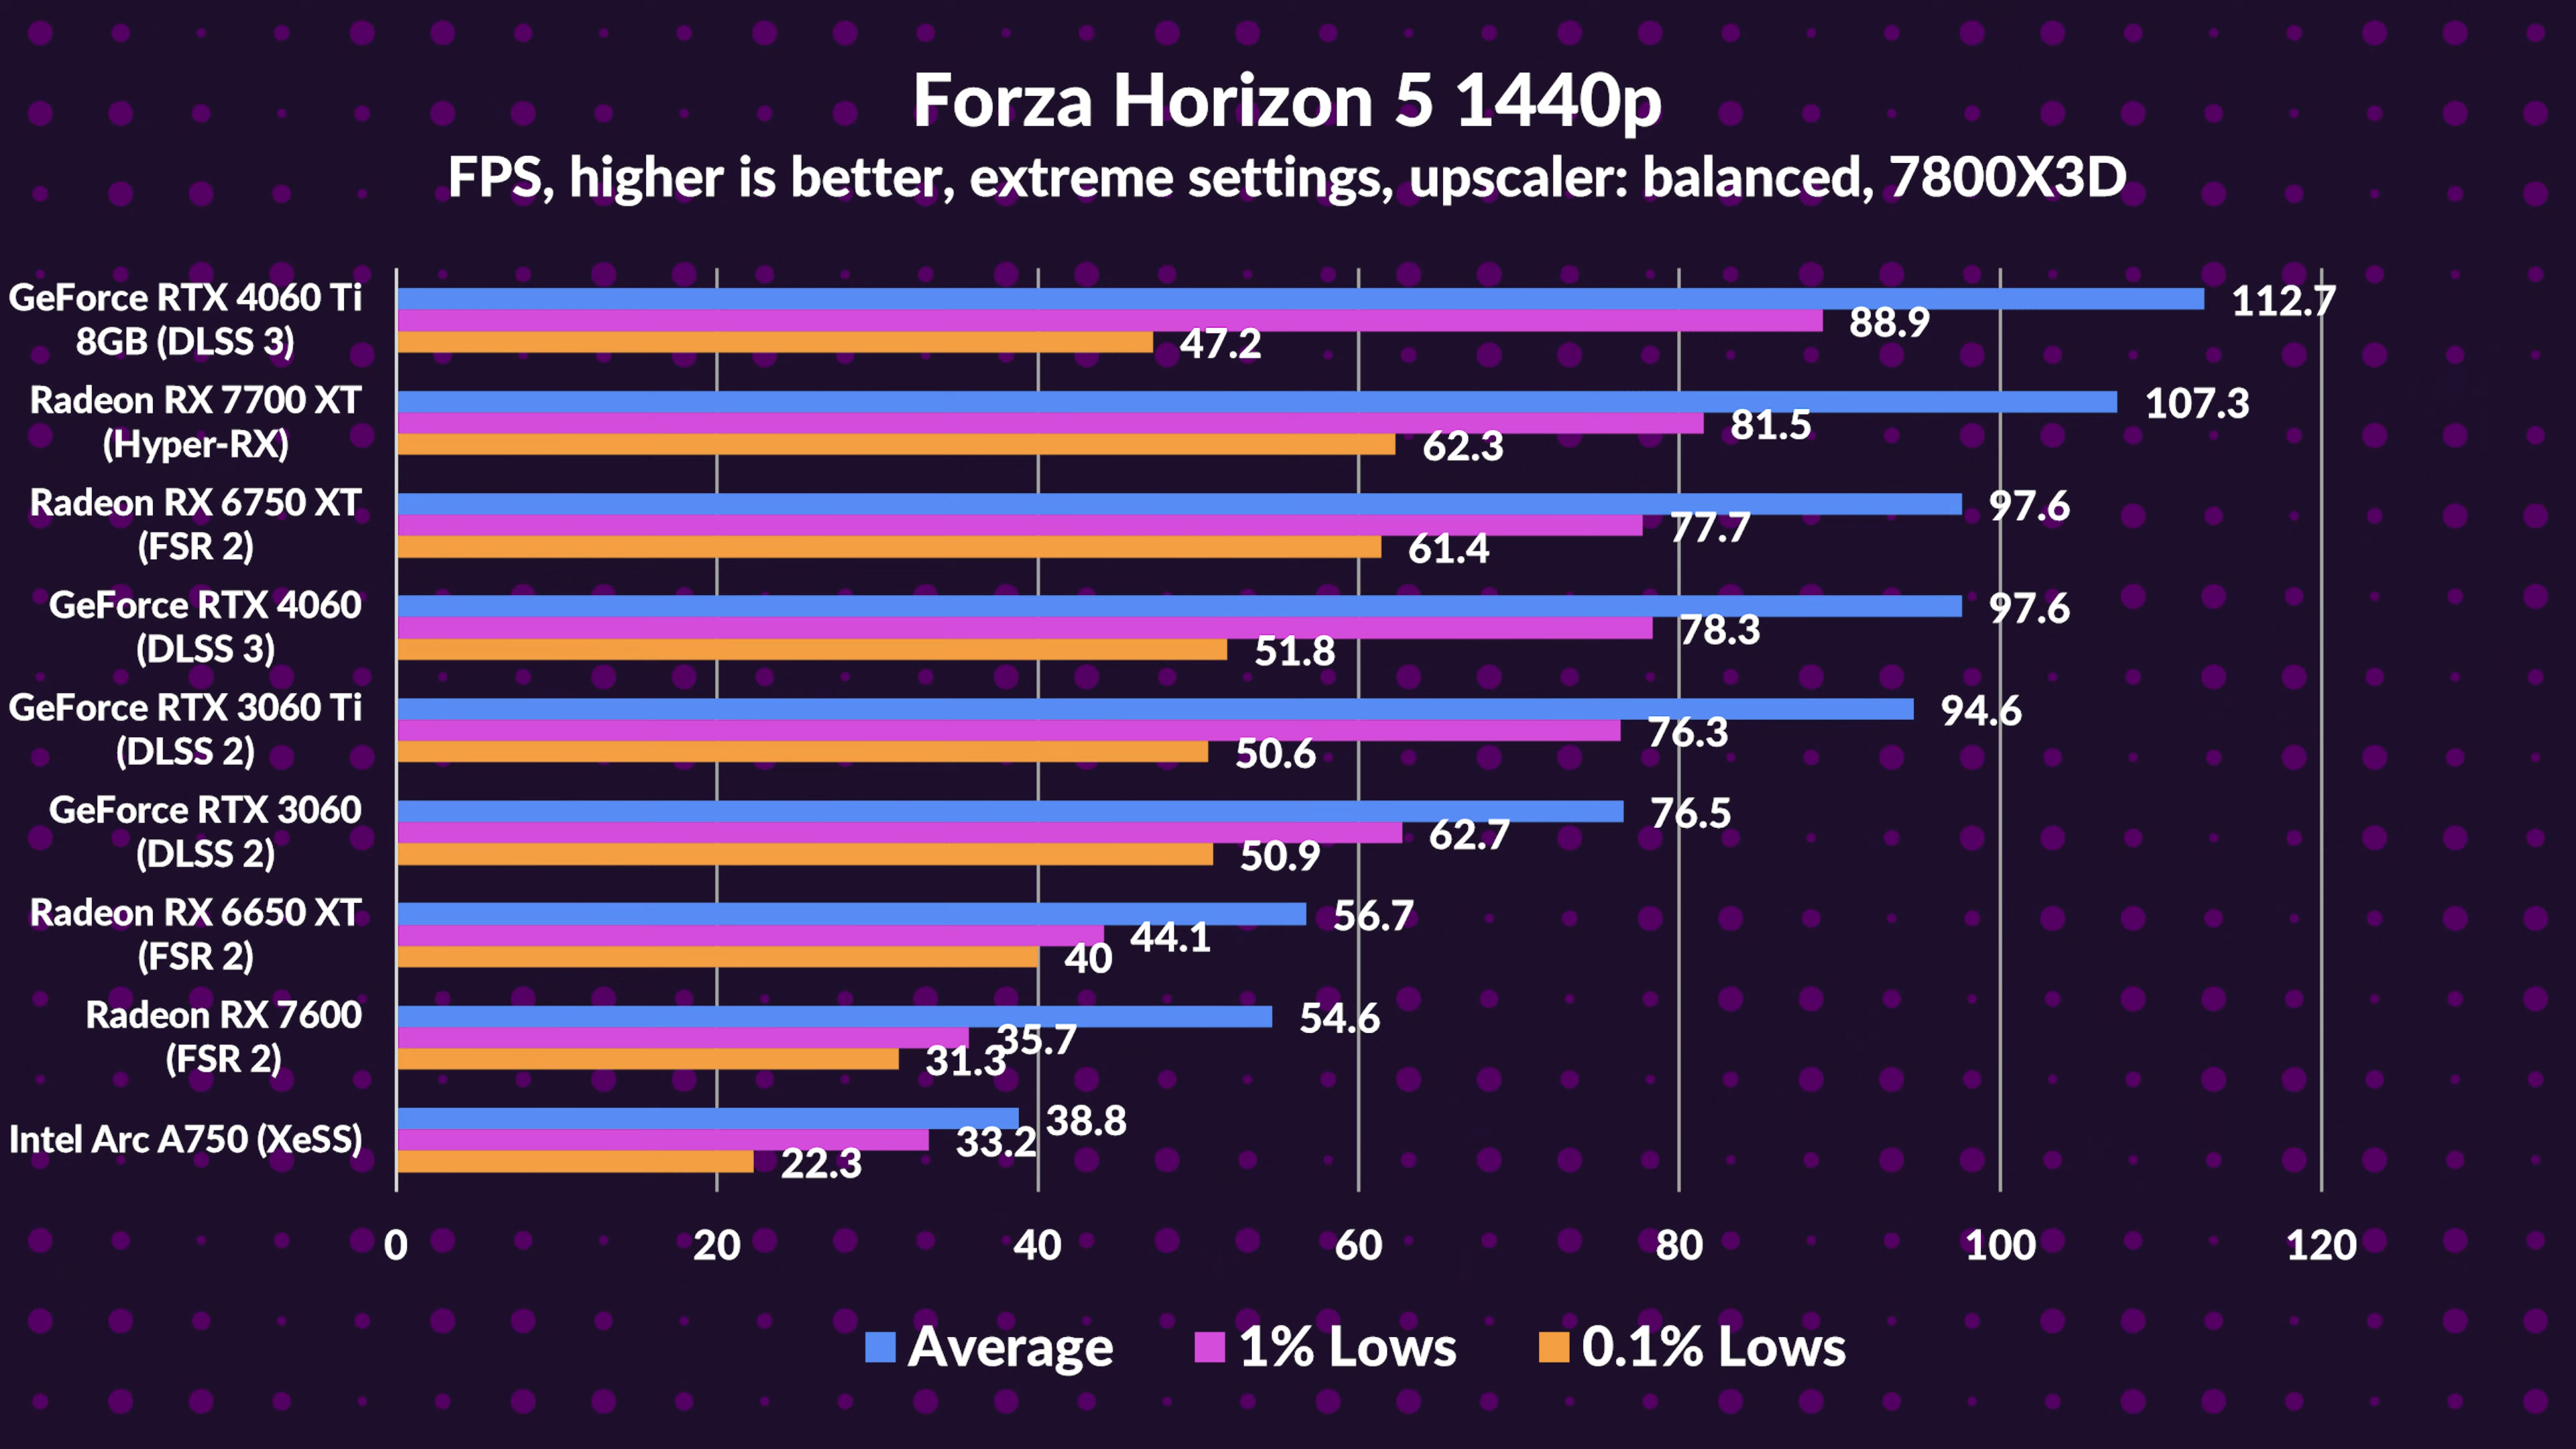 Forza Horizon 5 1440p
FPS, higher is better, extreme settings, upscaler: balanced, 7800X3D
GeForce RTX 4060 Ti
8GB (DLSS 3)
112.7
88.9
47.2
Radeon RX 7700 XT
(Hyper-RX)
107.3
81.5
62.3
Radeon RX 6750 XT
(FSR 2)
97.6
77.7
61.4
GeForce RTX 4060
(DLSS 3)
97.6
78.3
51.8
GeForce RTX 3060 Ti
(DLSS 2)
94.6
76.3
50.6
GeForce RTX 3060
(DLSS 2)
76.5
62.7
50.9
Radeon RX 6650 XT
(FSR 2)
56.7
44.1
40
Radeon RX 7600
(FSR 2)
54.6
35.7
31.3
Intel Arc A750 (XeSS)
38.8
33.2
22.3
0 20 40 60 80 100 120
Average 1% Lows 0.1% Lows